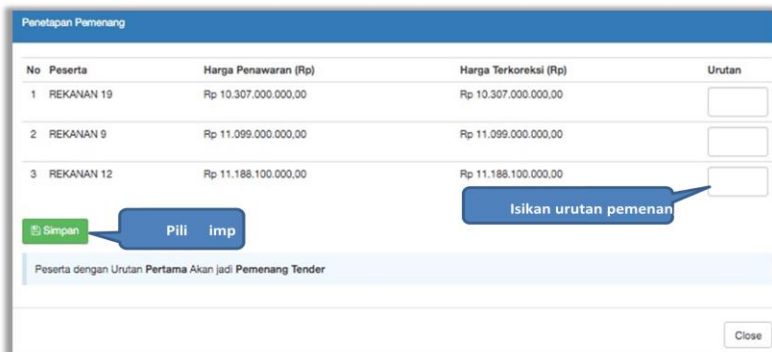 Penetapan Pemenang
No Peserta Harga Penawaran (Rp) Harga Terkoreksi (Rp) Urutan
1 REKANAN 19 Rp 10.307.000.000,00 Rp 10.307.000.000,00
2 REKANAN 9 Rp 11.099.000.000,00 Rp 11.099.000.000,00
3 REKANAN 12 Rp 11.188.100.000,00 Rp 11.188.100.000,00
Isikan urutan pemenan
Simpan
Pili imp
Peserta dengan Urutan Pertama Akan jadi Pemenang Tender
Close